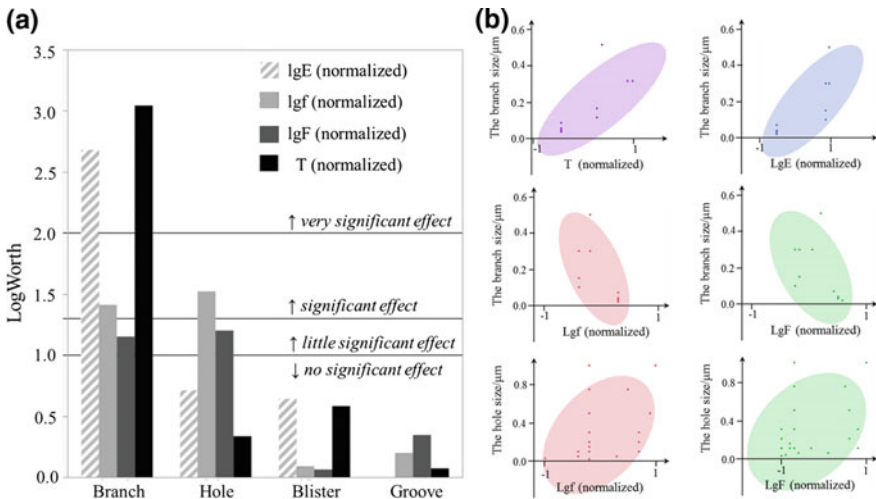 (a)
3.5
3.0
2.5
2.0
1.5
1.0
0.5
0.0
LogWorth
lgE (normalized)
lgf (normalized)
lgF (normalized)
T (normalized)
↑ very significant effect
↑ significant effect
↑ little significant effect
↓ no significant effect
Branch Hole Blister Groove
(b)
The branch size/μm
0.6
0.4
0.2
0.0
-1 1
T (normalized)
The branch size/μm
0.6
0.4
0.2
0.0
-1 1
LgE (normalized)
The branch size/μm
0.6
0.4
0.2
0.0
-1 1
Lgf (normalized)
The branch size/μm
0.6
0.4
0.2
0.0
-1 1
LgF (normalized)
The hole size/μm
0.8
0.4
0.0
-1 1
Lgf (normalized)
The hole size/μm
0.8
0.6
0.4
0.2
0.0
-1 1
LgF (normalized)